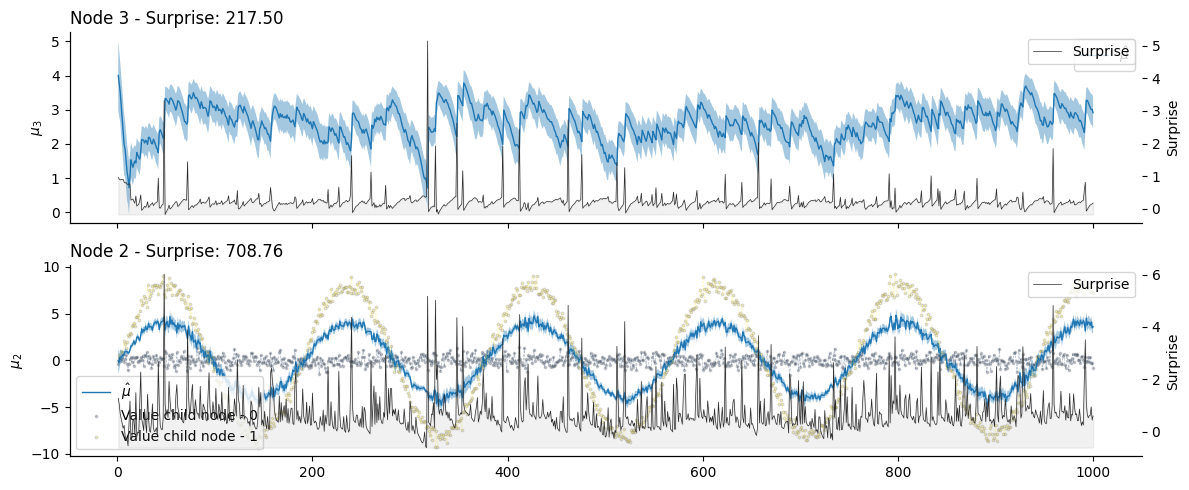 Node 3 - Surprise: 217.50
5
4
3
2
1
0
μ₃
Surprise
5
4
3
2
1
0
Surprise
Node 2 - Surprise: 708.76
10
5
0
−5
−10
μ₂
μ̂
Value child node - 0
Value child node - 1
Surprise
6
4
2
0
Surprise
0
200
400
600
800
1000